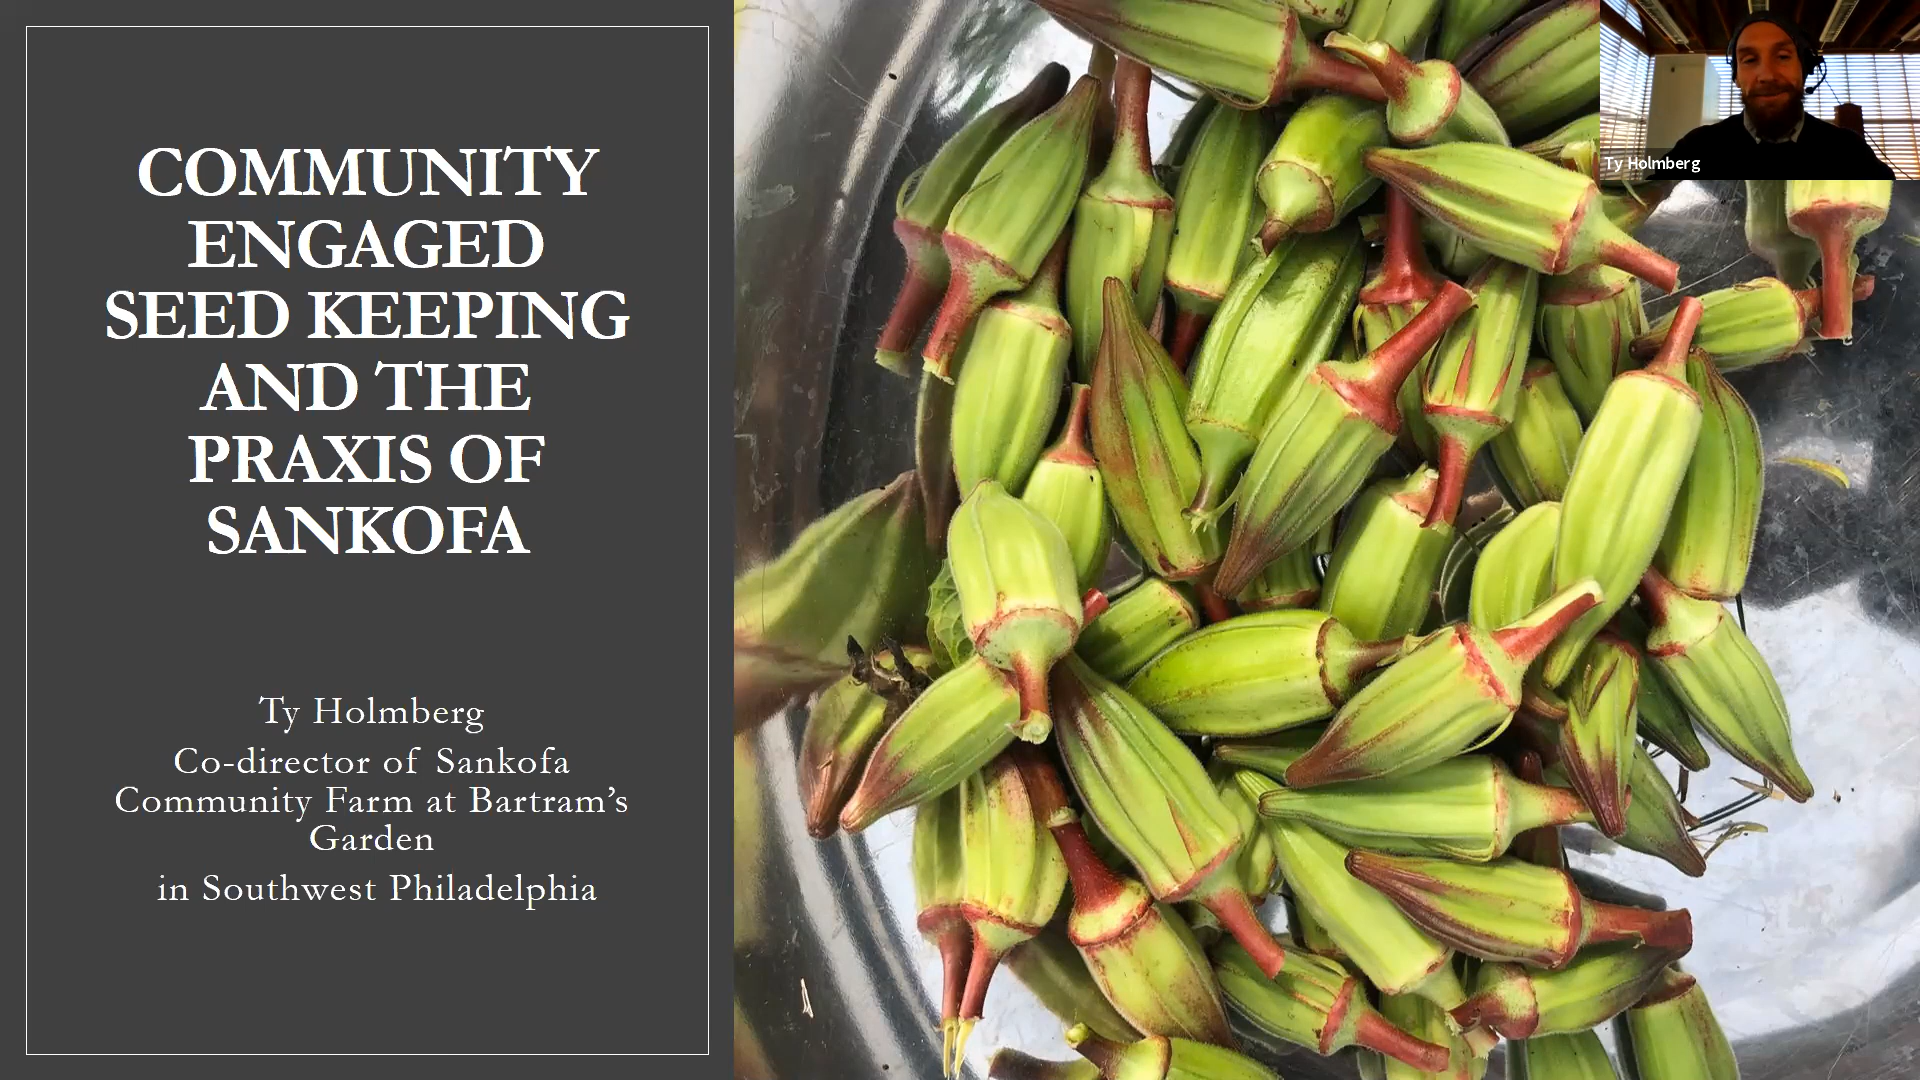 COMMUNITY
ENGAGED
SEED KEEPING
AND THE
PRAXIS OF
SANKOFA
Ty Holmberg
Co-director of Sankofa
Community Farm at Bartram’s
Garden
in Southwest Philadelphia
Ty Holmberg